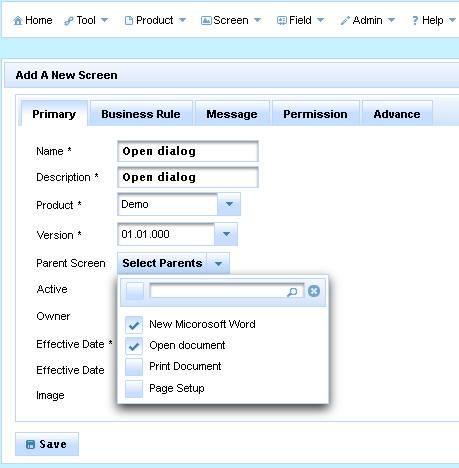 Home Tool Product Screen Field Admin ? Help
Add A New Screen
Primary Business Rule Message Permission Advance
Name * Open dialog
Description * Open dialog
Product * Demo
Version * 01.01.000
Parent Screen Select Parents
Active
Owner
New Micorosoft Word
Effective Date * Open document
Effective Date Print Document
Image Page Setup
Save